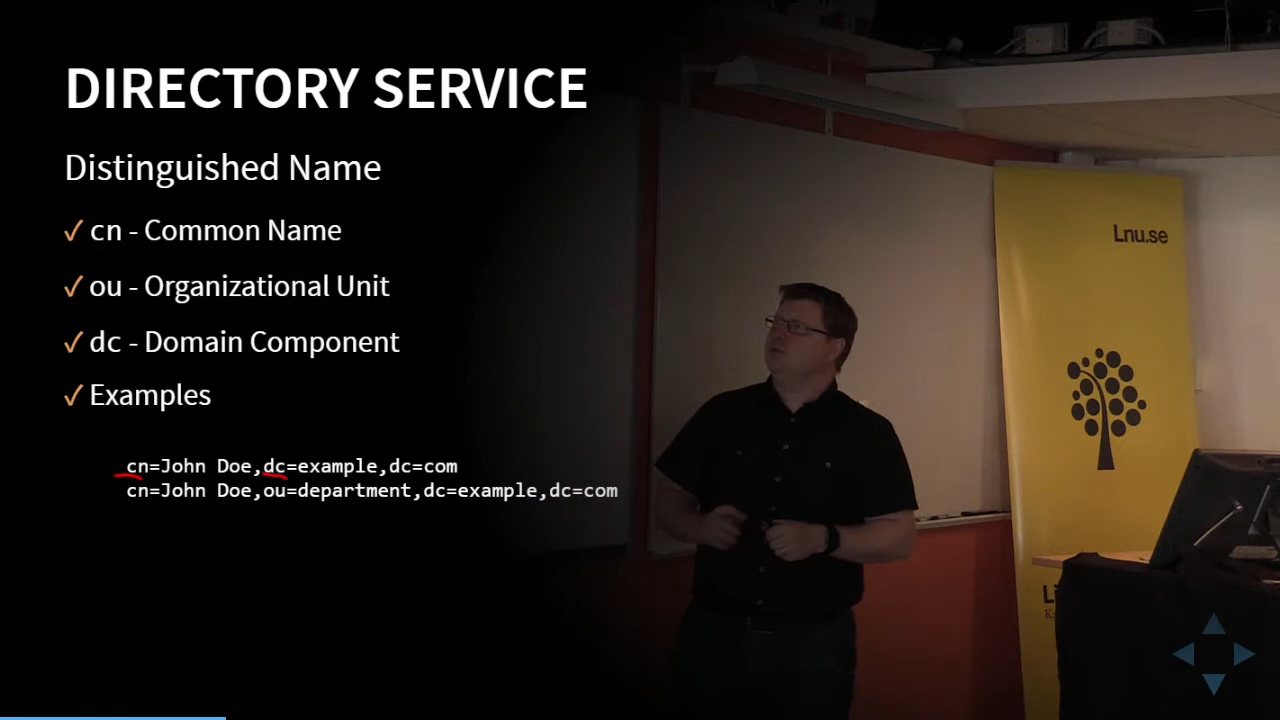 DIRECTORY SERVICE
Distinguished Name
✓ cn - Common Name
✓ ou - Organizational Unit
✓ dc - Domain Component
✓ Examples
cn=John Doe,dc=example,dc=com
cn=John Doe,ou=department,dc=example,dc=com
Lnu.se